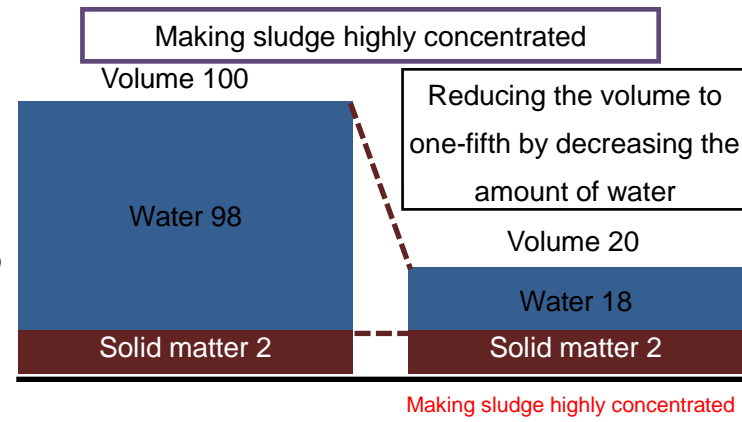 Making sludge highly concentrated
Volume 100
Reducing the volume to
one-fifth by decreasing the
amount of water
Water 98
Volume 20
Water 18
Solid matter 2
Solid matter 2
Making sludge highly concentrated